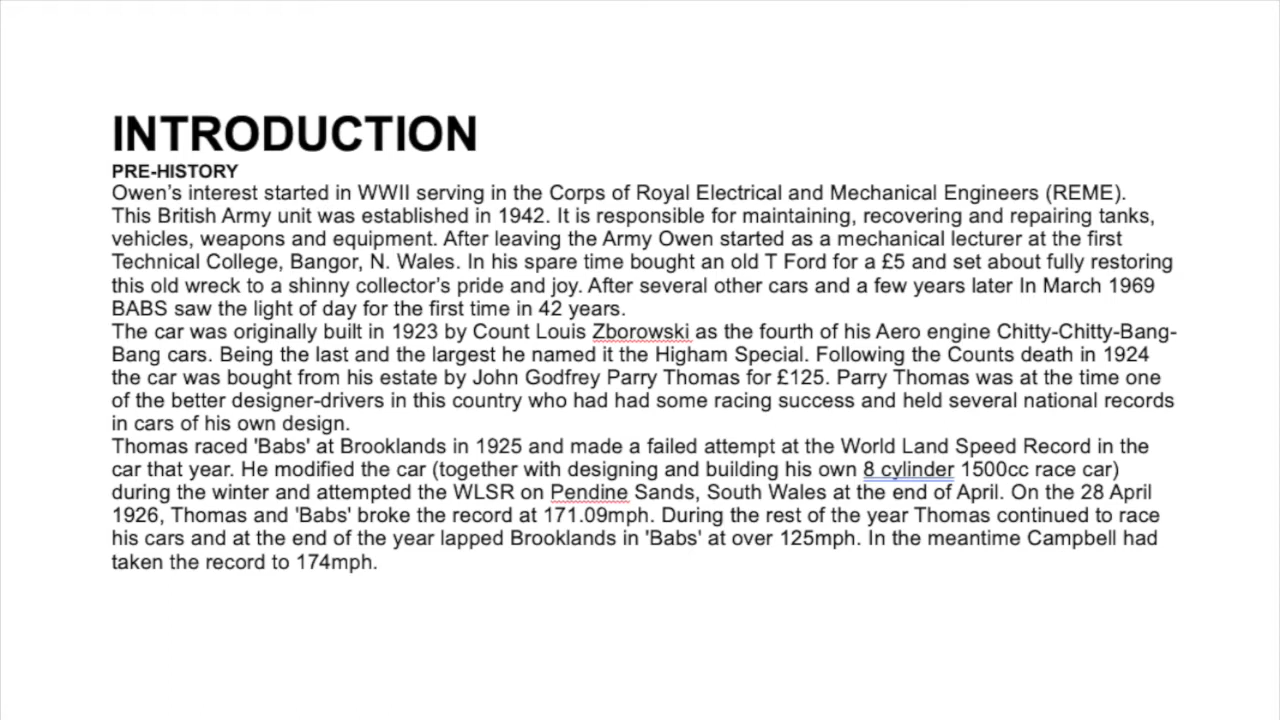 INTRODUCTION
PRE-HISTORY
Owen’s interest started in WWII serving in the Corps of Royal Electrical and Mechanical Engineers (REME).
This British Army unit was established in 1942. It is responsible for maintaining, recovering and repairing tanks,
vehicles, weapons and equipment. After leaving the Army Owen started as a mechanical lecturer at the first
Technical College, Bangor, N. Wales. In his spare time bought an old T Ford for a £5 and set about fully restoring
this old wreck to a shinny collector’s pride and joy. After several other cars and a few years later In March 1969
BABS saw the light of day for the first time in 42 years.
The car was originally built in 1923 by Count Louis Zborowski as the fourth of his Aero engine Chitty-Chitty-Bang-
Bang cars. Being the last and the largest he named it the Higham Special. Following the Counts death in 1924
the car was bought from his estate by John Godfrey Parry Thomas for £125. Parry Thomas was at the time one
of the better designer-drivers in this country who had had some racing success and held several national records
in cars of his own design.
Thomas raced 'Babs' at Brooklands in 1925 and made a failed attempt at the World Land Speed Record in the
car that year. He modified the car (together with designing and building his own 8 cylinder 1500cc race car)
during the winter and attempted the WLSR on Pendine Sands, South Wales at the end of April. On the 28 April
1926, Thomas and 'Babs' broke the record at 171.09mph. During the rest of the year Thomas continued to race
his cars and at the end of the year lapped Brooklands in 'Babs' at over 125mph. In the meantime Campbell had
taken the record to 174mph.